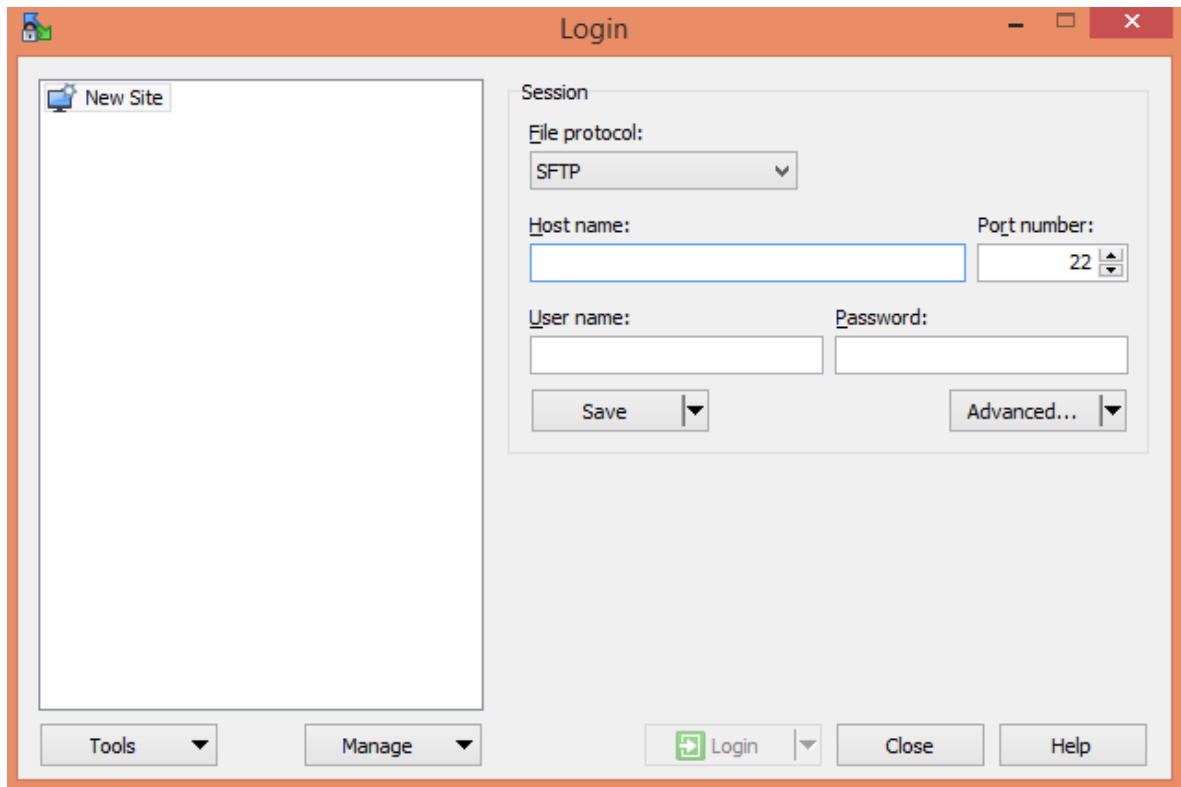 Login
New Site
Session
File protocol:
SFTP
Host name:
Port number:
22
User name:
Password:
Save
Advanced...
Tools
Manage
Login
Close
Help